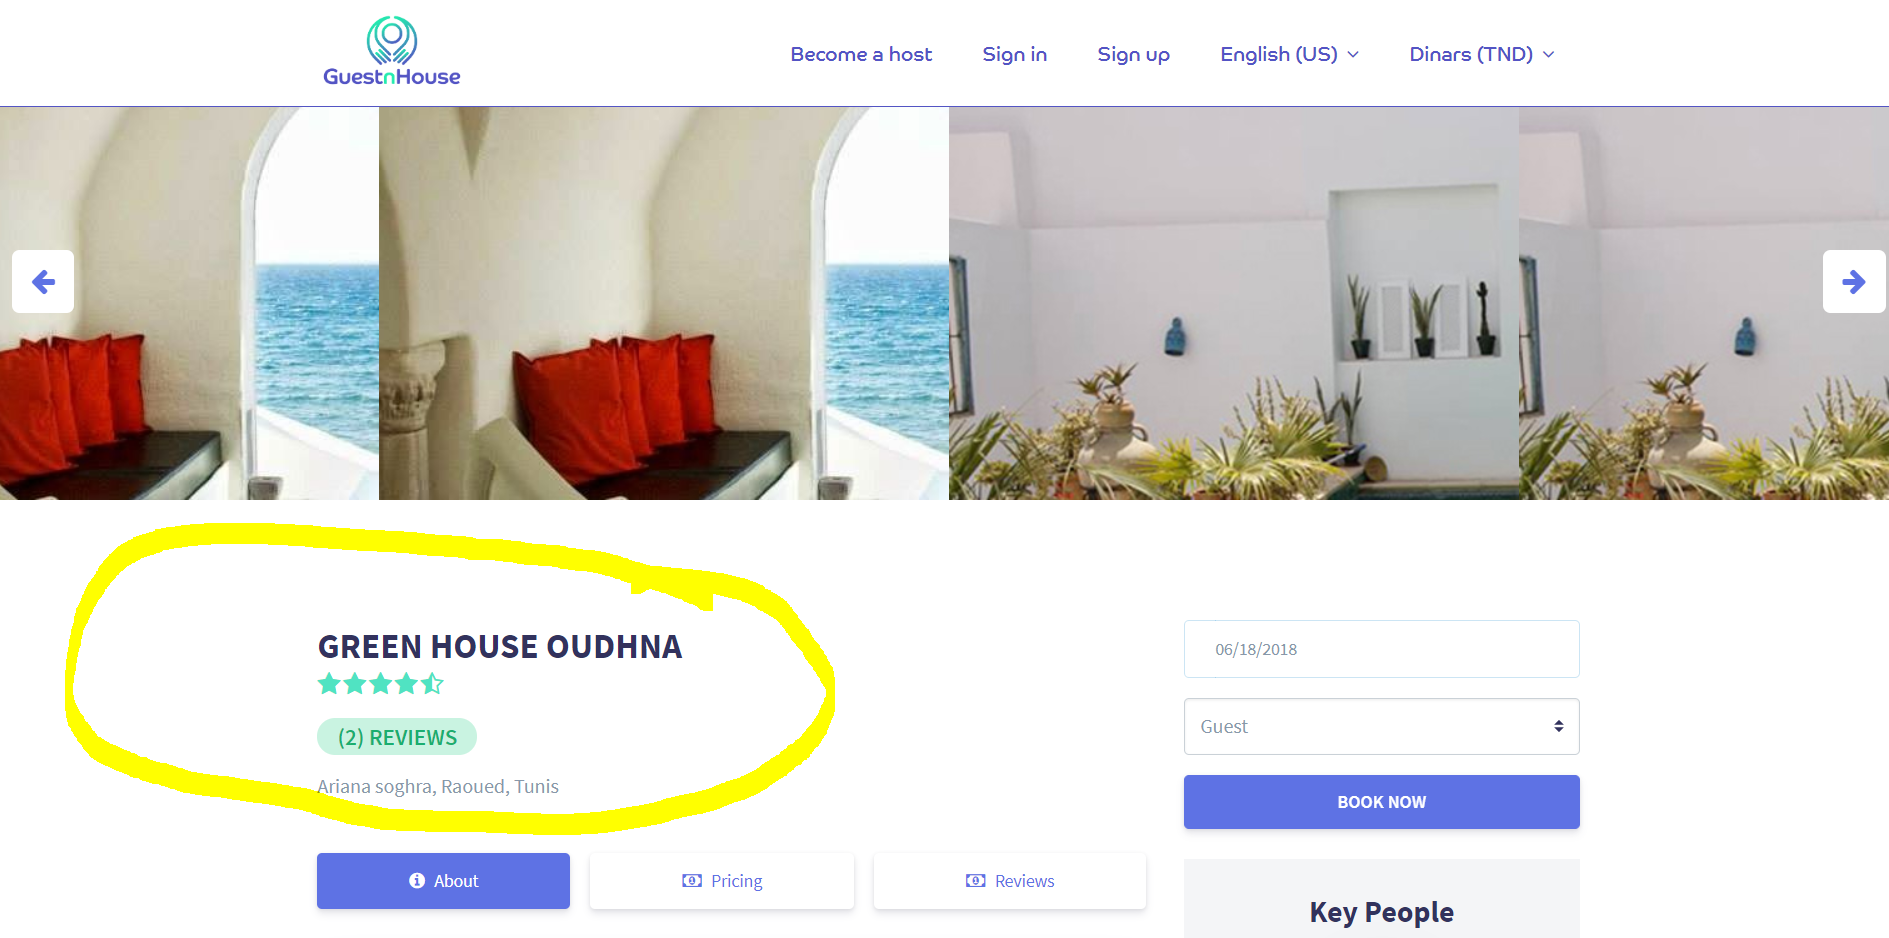 GuestnHouse
Become a host Sign in Sign up English (US) Dinars (TND)
GREEN HOUSE OUDHNA
(2) REVIEWS
Ariana soghra, Raoued, Tunis
About Pricing Reviews
06/18/2018
Guest
BOOK NOW
Key People